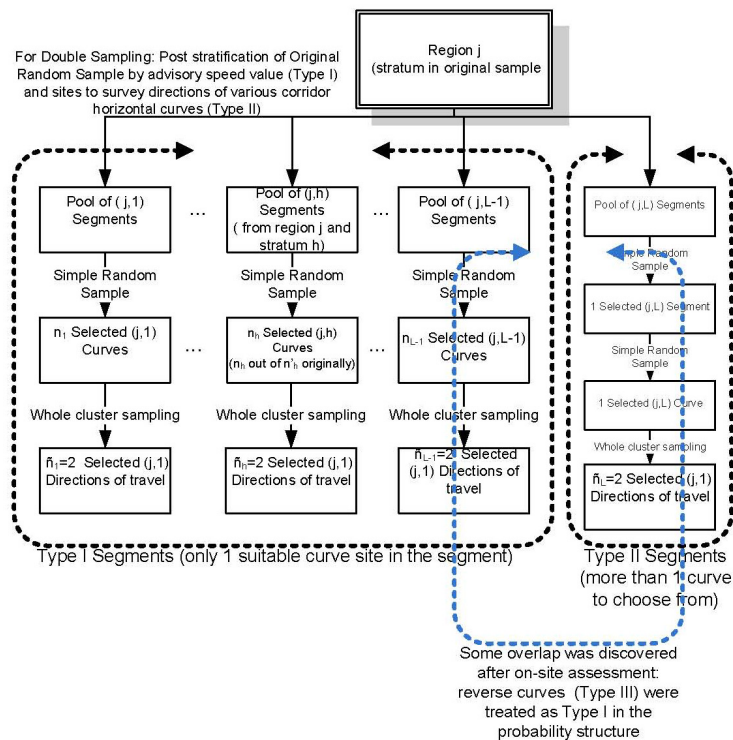 For Double Sampling: Post stratification of Original
Random Sample by advisory speed value (Type I)
and sites to survey directions of various corridor
horizontal curves (Type II)
Region j
(stratum in original sample
Pool of ( j,1)
Segments
...
Pool of (j,h)
Segments
( from region j and
stratum h)
...
Pool of ( j,L-1)
Segments
Pool of ( j,L) Segments
Simple Random
Sample
Simple Random
Sample
Simple Random
Sample
Simple Random
Sample
n1 Selected (j,1)
Curves
...
nh Selected (j,h)
Curves
(nh out of n'h originally)
...
nL-1 Selected (j,L-1)
Curves
1 Selected (j,L) Segment
Simple Random
Sample
1 Selected (j,L) Curve
Whole cluster sampling
Whole cluster sampling
Whole cluster sampling
Whole cluster sampling
ñ1=2 Selected (j,1)
Directions of travel
ñh=2 Selected (j,1)
Directions of travel
ñL-1=2 Selected
(j,1) Directions of
travel
ñL=2 Selected (j,1)
Directions of travel
Type I Segments (only 1 suitable curve site in the segment)
Type II Segments
(more than 1 curve
to choose from)
Some overlap was discovered
after on-site assessment:
reverse curves (Type III) were
treated as Type I in the
probability structure